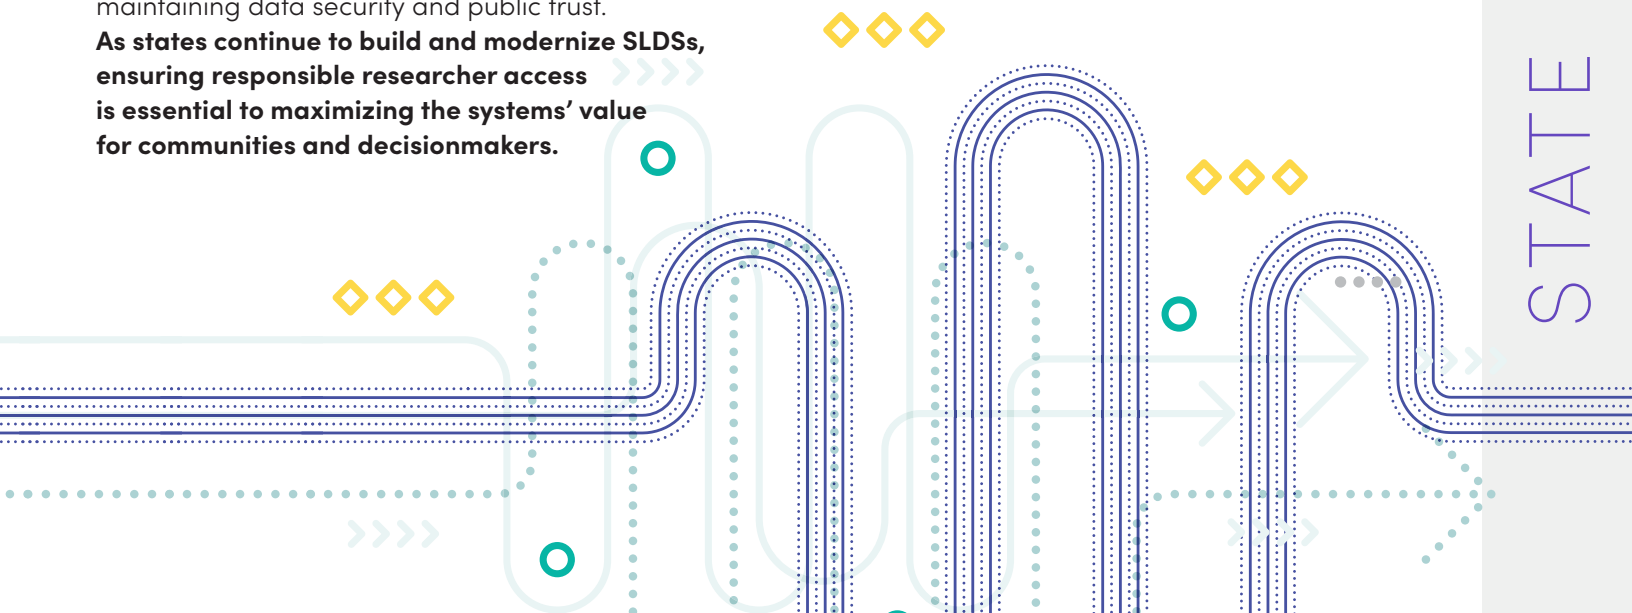 maintaining data security and public trust.
As states continue to build and modernize SLDSs,
ensuring responsible researcher access
is essential to maximizing the systems’ value
for communities and decisionmakers.
STATE